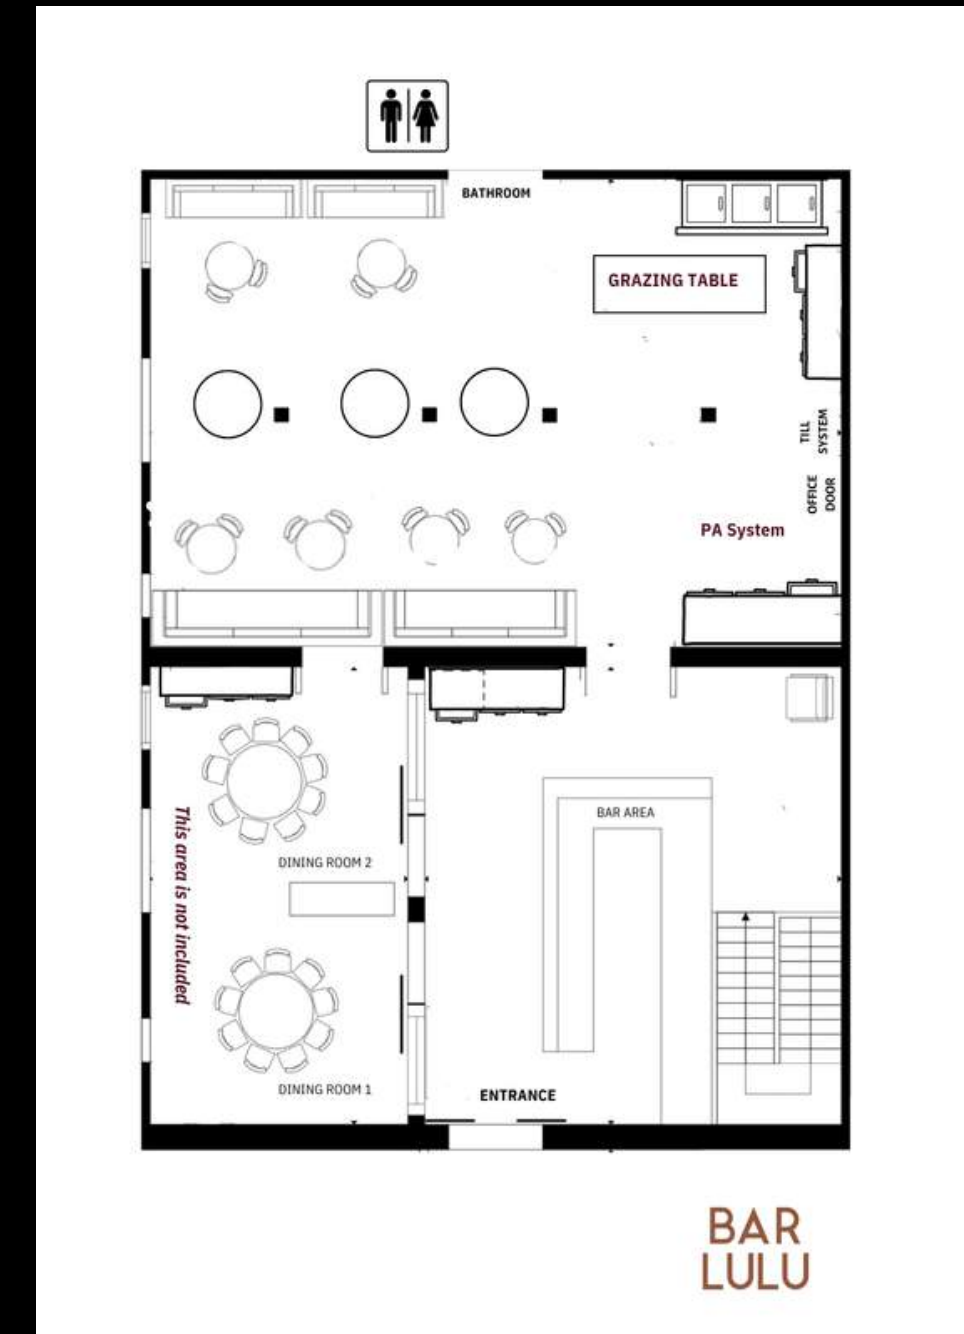 BATHROOM
GRAZING TABLE
TILL
SYSTEM
OFFICE
DOOR
PA System
BAR AREA
This area is not included
DINING ROOM 2
DINING ROOM 1
ENTRANCE
BAR
LULU